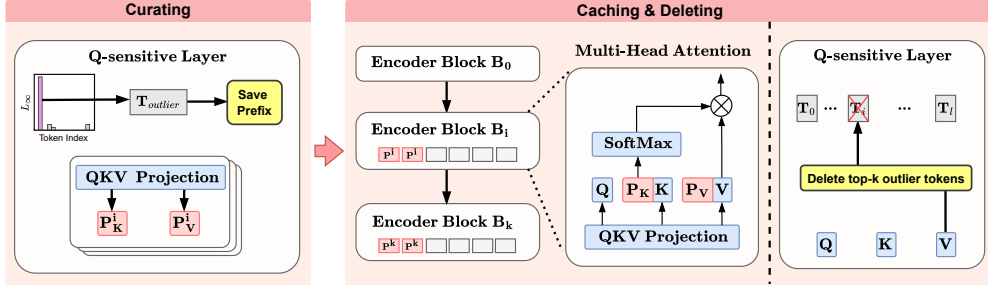 Curating
Q-sensitive Layer
L∞
Token Index
T_outlier
Save
Prefix
QKV Projection
P^i_K
P^i_V
Caching & Deleting
Encoder Block B_0
Encoder Block B_i
P^i P^i
Encoder Block B_k
P^k P^k
Multi-Head Attention
SoftMax
Q P_K K P_V V
QKV Projection
Q-sensitive Layer
T_0 ... T_i ... T_l
Delete top-k outlier tokens
Q K V